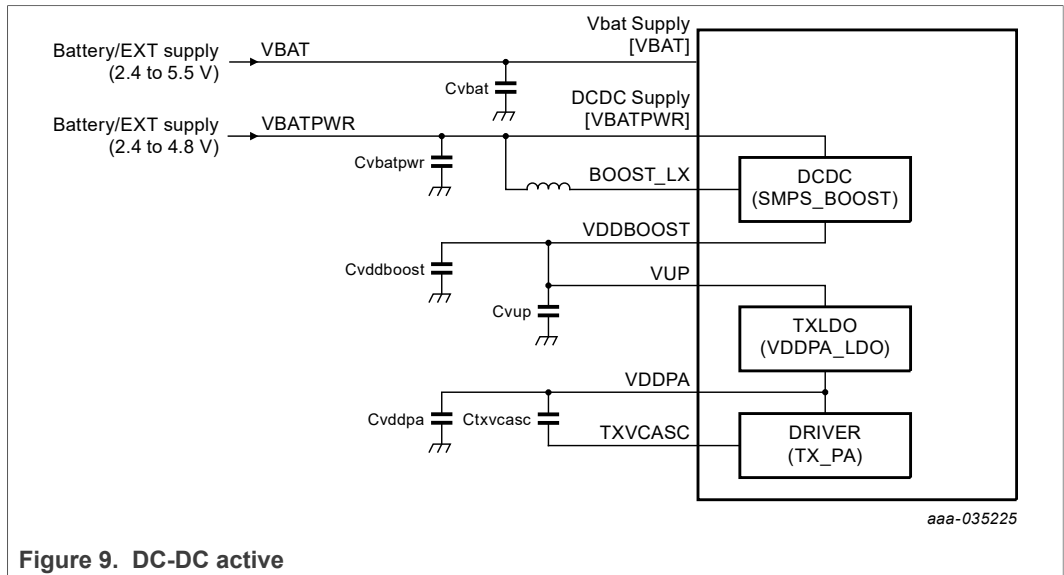 Vbat Supply
[VBAT]
Battery/EXT supply
(2.4 to 5.5 V)
VBAT
Cvbat
DCDC Supply
[VBATPWR]
Battery/EXT supply
(2.4 to 4.8 V)
VBATPWR
Cvbatpwr
BOOST_LX
DCDC
(SMPS_BOOST)
VDDBOOST
Cvddboost
VUP
Cvup
TXLDO
(VDDPA_LDO)
VDDPA
Cvddpa
Ctxvcasc
TXVCASC
DRIVER
(TX_PA)
aaa-035225
Figure 9. DC-DC active